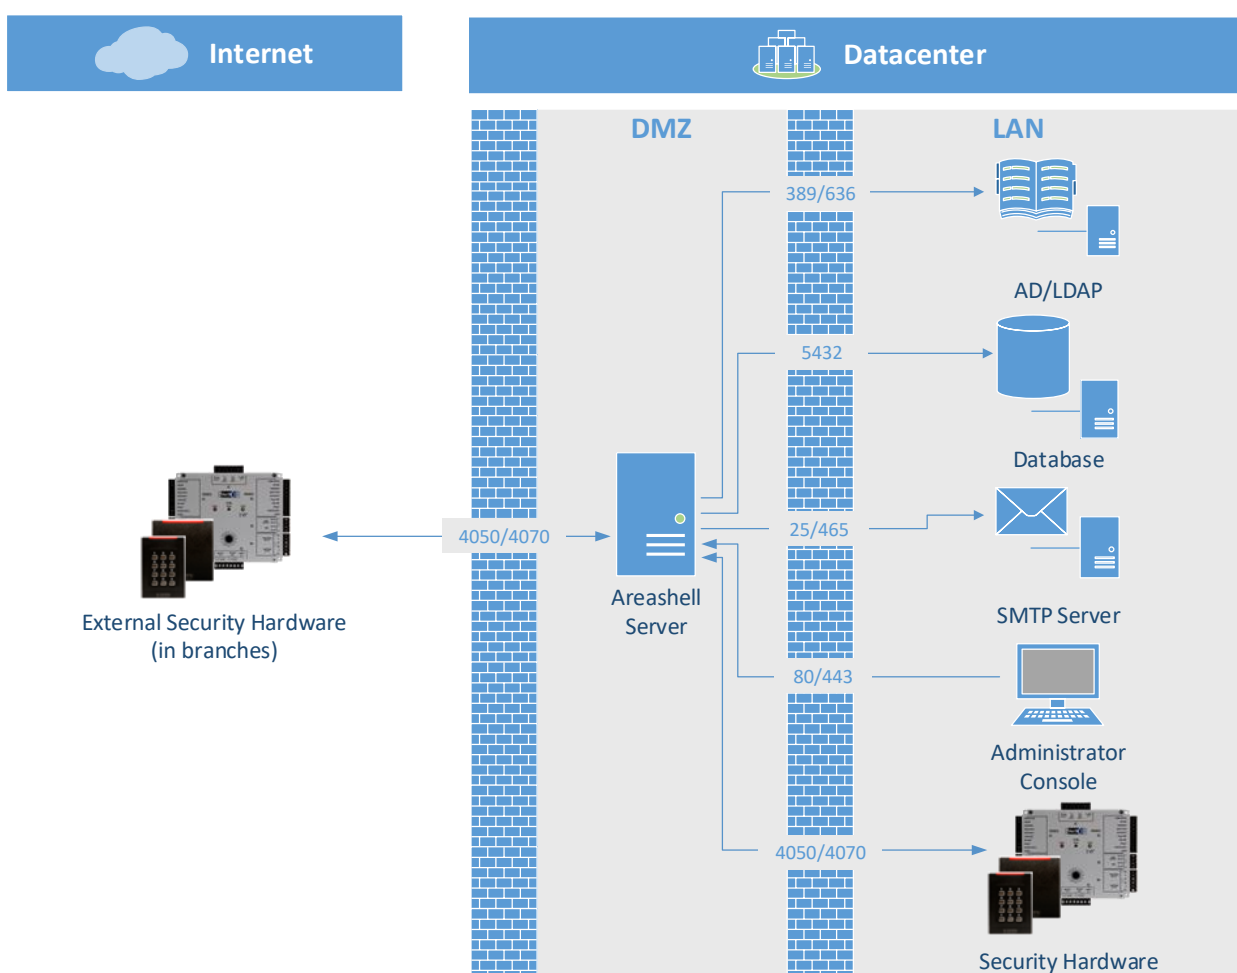 Internet
Datacenter
DMZ
LAN
389/636
AD/LDAP
5432
Database
25/465
4050/4070
Areashell
Server
SMTP Server
External Security Hardware
(in branches)
80/443
Administrator
Console
4050/4070
Security Hardware